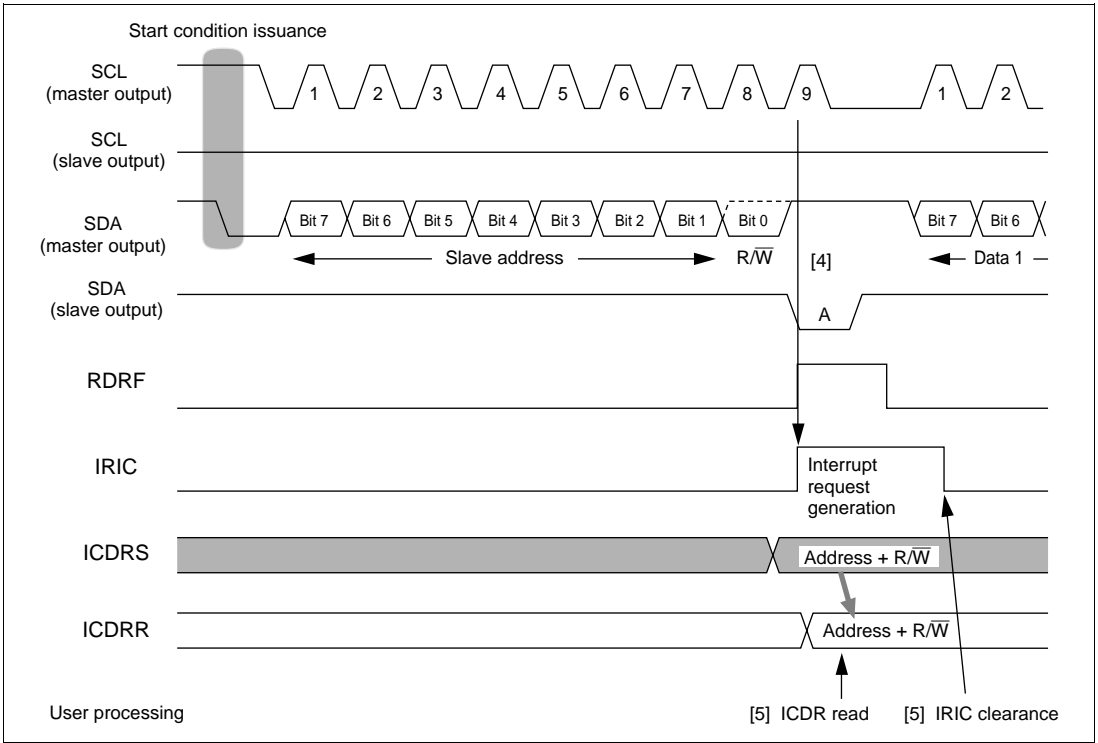 Start condition issuance
SCL
(master output)
1 2 3 4 5 6 7 8 9 1 2
SCL
(slave output)
SDA
(master output)
Bit 7 Bit 6 Bit 5 Bit 4 Bit 3 Bit 2 Bit 1 Bit 0 Bit 7 Bit 6
Slave address R/W̅ [4] Data 1
SDA
(slave output)
A
RDRF
IRIC
Interrupt
request
generation
ICDRS
Address + R/W̅
ICDRR
Address + R/W̅
User processing [5] ICDR read [5] IRIC clearance